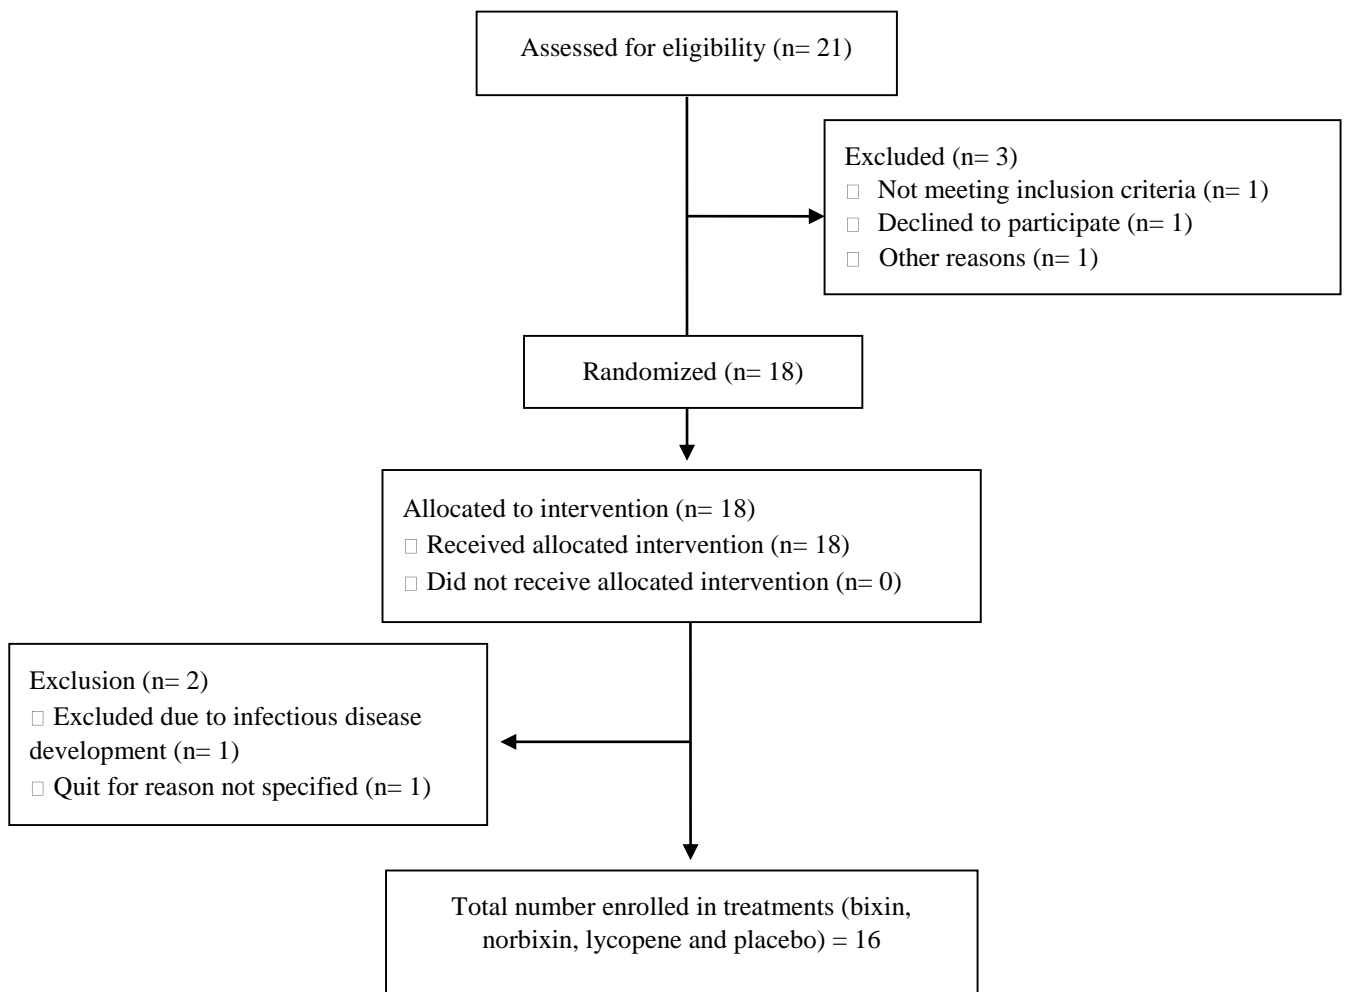 Assessed for eligibility (n= 21)
Excluded (n= 3)
□ Not meeting inclusion criteria (n= 1)
□ Declined to participate (n= 1)
□ Other reasons (n= 1)
Randomized (n= 18)
Allocated to intervention (n= 18)
□ Received allocated intervention (n= 18)
□ Did not receive allocated intervention (n= 0)
Exclusion (n= 2)
□ Excluded due to infectious disease
development (n= 1)
□ Quit for reason not specified (n= 1)
Total number enrolled in treatments (bixin,
norbixin, lycopene and placebo) = 16